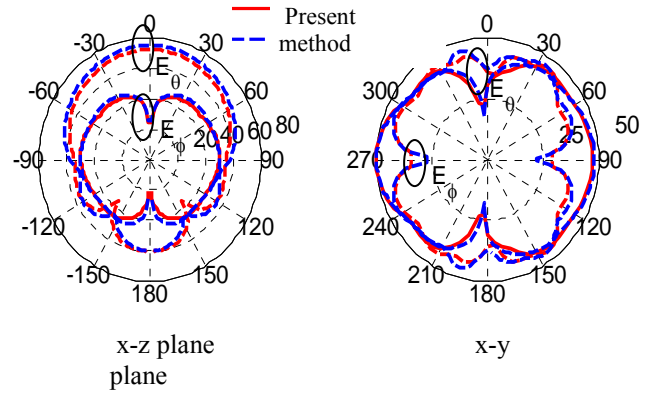 Present
method
0
-30 30
-60 60
-90 90
-120 120
-150 150
180
20 40 60 80
E θ
E ϕ
0
30
300 60
270 90
240 120
210 150
180
25 50
E θ
E ϕ
x-z plane x-y
plane